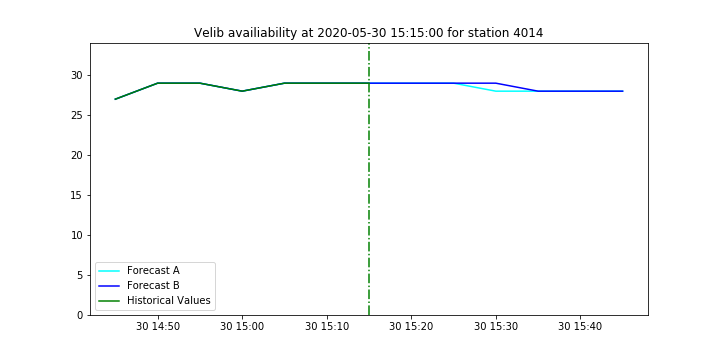 Velib availiability at 2020-05-30 15:15:00 for station 4014
30
25
20
15
10
5
0
Forecast A
Forecast B
Historical Values
30 14:50 30 15:00 30 15:10 30 15:20 30 15:30 30 15:40